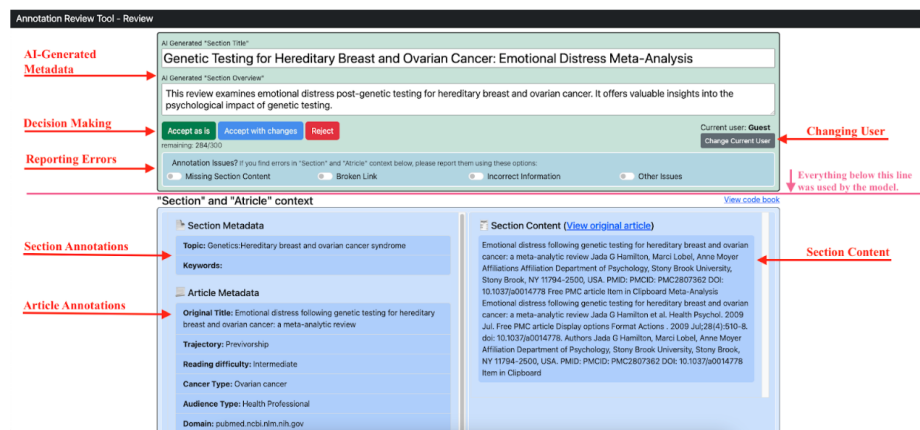 Annotation Review Tool - Review
AI-Generated
Metadata
AI Generated "Section Title"
Genetic Testing for Hereditary Breast and Ovarian Cancer: Emotional Distress Meta-Analysis
AI Generated "Section Overview"
This review examines emotional distress post-genetic testing for hereditary breast and ovarian cancer. It offers valuable insights into the
psychological impact of genetic testing.
Decision Making
Accept as is
Accept with changes
Reject
remaining: 284/300
Current user: Guest
Change Current User
Changing User
Reporting Errors
Annotation Issues? If you find errors in "Section" and "Atricle" context below, please report them using these options:
Missing Section Content
Broken Link
Incorrect Information
Other Issues
Everything below this line
was used by the model.
"Section" and "Atricle" context
View code book
Section Annotations
Section Metadata
Topic: Genetics:Hereditary breast and ovarian cancer syndrome
Keywords:
Article Annotations
Article Metadata
Original Title: Emotional distress following genetic testing for hereditary
breast and ovarian cancer: a meta-analytic review
Trajectory: Previvorship
Reading difficulty: Intermediate
Cancer Type: Ovarian cancer
Audience Type: Health Professional
Domain: pubmed.ncbi.nlm.nih.gov
Section Content (View original article)
Emotional distress following genetic testing for hereditary breast and ovarian
cancer: a meta-analytic review Jada G Hamilton, Marci Lobel, Anne Moyer
Affiliations Affiliation Department of Psychology, Stony Brook University,
Stony Brook, NY 11794-2500, USA. PMID: PMCID: PMC2807362 DOI:
10.1037/a0014778 Free PMC article Item in Clipboard Meta-Analysis
Emotional distress following genetic testing for hereditary breast and ovarian
cancer: a meta-analytic review Jada G Hamilton et al. Health Psychol. 2009
Jul. Free PMC article Display options Format Actions . 2009 Jul;28(4):510-8.
doi: 10.1037/a0014778. Authors Jada G Hamilton, Marci Lobel, Anne Moyer
Affiliation Department of Psychology, Stony Brook University, Stony Brook,
NY 11794-2500, USA. PMID: PMCID: PMC2807362 DOI: 10.1037/a0014778
Item in Clipboard
Section Content